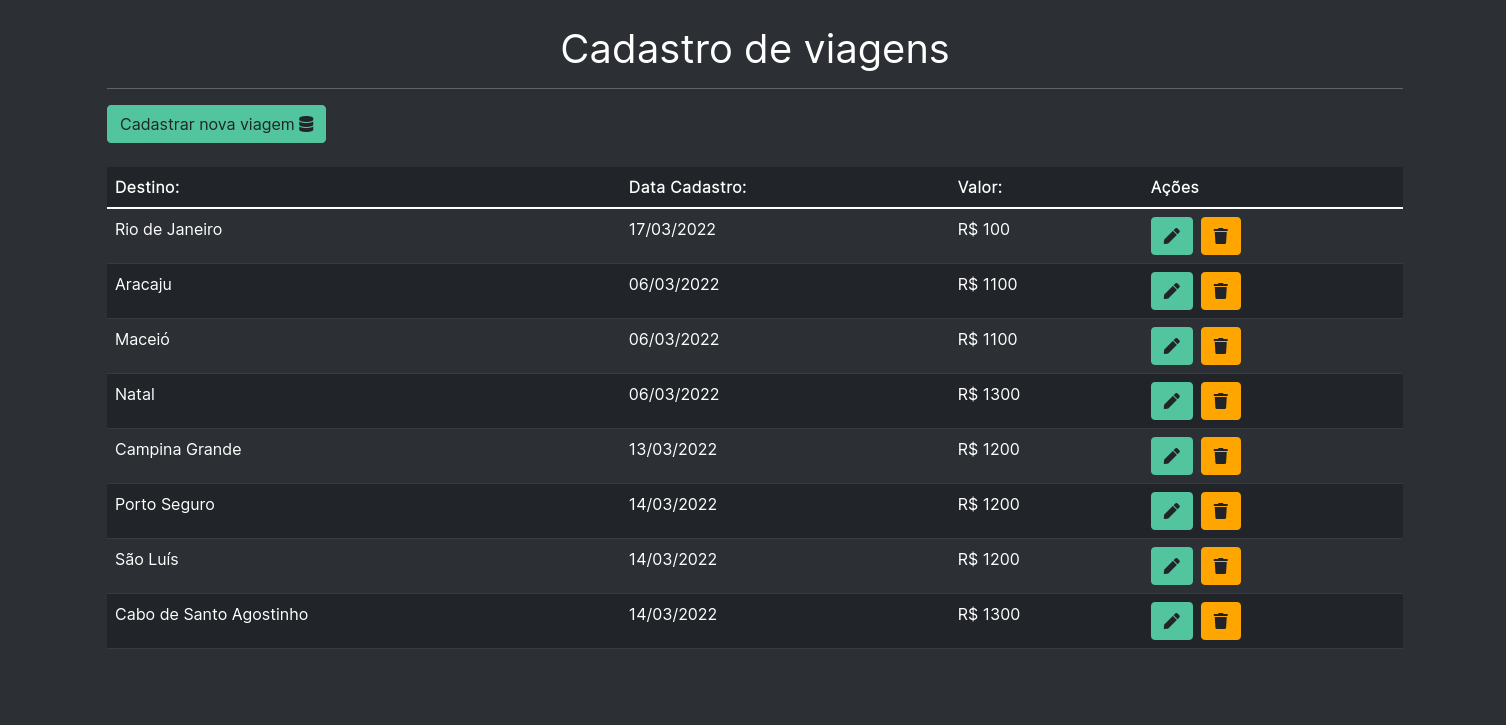 Cadastro de viagens
Cadastrar nova viagem
Destino: Data Cadastro: Valor: Ações
Rio de Janeiro 17/03/2022 R$ 100
Aracaju 06/03/2022 R$ 1100
Maceió 06/03/2022 R$ 1100
Natal 06/03/2022 R$ 1300
Campina Grande 13/03/2022 R$ 1200
Porto Seguro 14/03/2022 R$ 1200
São Luís 14/03/2022 R$ 1200
Cabo de Santo Agostinho 14/03/2022 R$ 1300